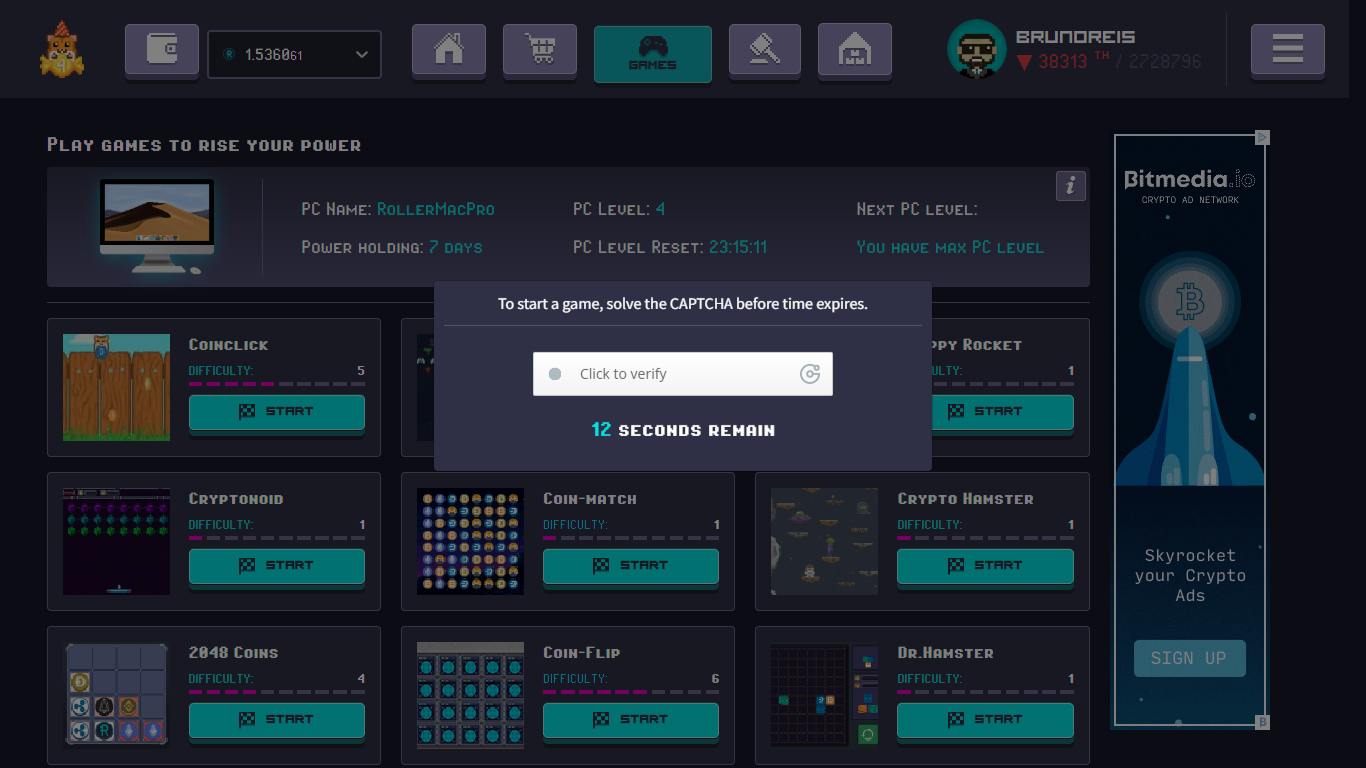 1.536061
GAMES
BRUNOREIS
38313 TH / 2728796
PLAY GAMES TO RISE YOUR POWER
PC NAME: ROLLERMACPRO
PC LEVEL: 4
NEXT PC LEVEL:
POWER HOLDING: 7 DAYS
PC LEVEL RESET: 23:15:11
YOU HAVE MAX PC LEVEL
i
Bitmedia.io
CRYPTO AD NETWORK
To start a game, solve the CAPTCHA before time expires.
Click to verify
12 SECONDS REMAIN
COINCLICK
DIFFICULTY: 5
START
PPY ROCKET
ULTY: 1
START
CRYPTONOID
DIFFICULTY: 1
START
COIN-MATCH
DIFFICULTY: 1
START
CRYPTO HAMSTER
DIFFICULTY: 1
START
2048 COINS
DIFFICULTY: 4
START
COIN-FLIP
DIFFICULTY: 6
START
DR.HAMSTER
DIFFICULTY: 1
START
Skyrocket
your Crypto
Ads
SIGN UP